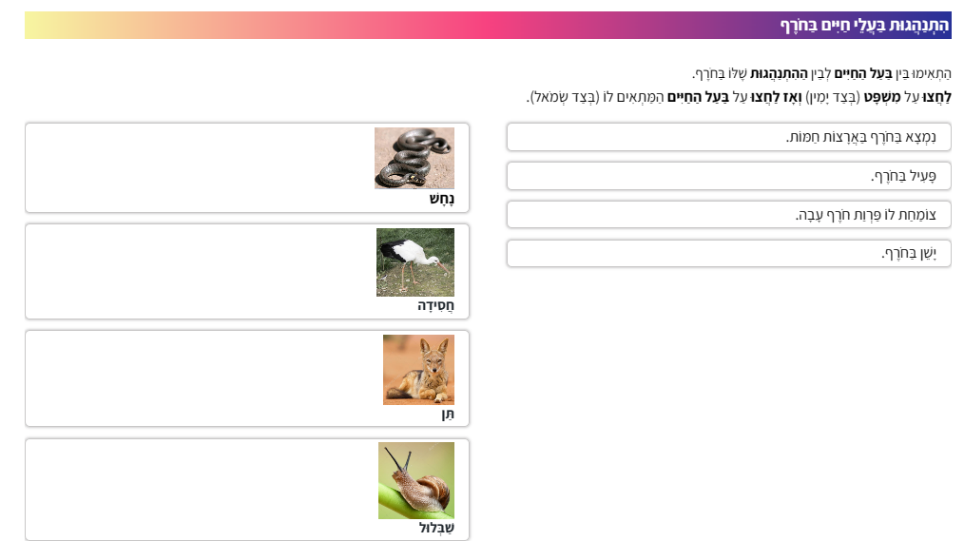 הִתְנַהֲגוּת בַּעֲלֵי חַיִּים בַּחֹרֶף
הַתְאִימוּ בֵּין בַּעַל הַחַיִּים לְבֵין הַהִתְנַהֲגוּת שֶׁלּוֹ בַּחֹרֶף.
לַחֲצוּ עַל מִשְׁפָּט (בְּצַד יָמִין) וְאָז לַחֲצוּ עַל בַּעַל הַחַיִּים הַמַּתְאִים לוֹ (בְּצַד שְׂמֹאל).
נִמְצָא בַּחֹרֶף בַּאֲרָצוֹת חַמּוֹת.
פָּעִיל בַּחֹרֶף.
צוֹמַחַת לוֹ פַּרְוַת חֹרֶף עָבָה.
יָשֵׁן בַּחֹרֶף.
נָחָשׁ
חֲסִידָה
תַּן
שַׁבְּלוּל